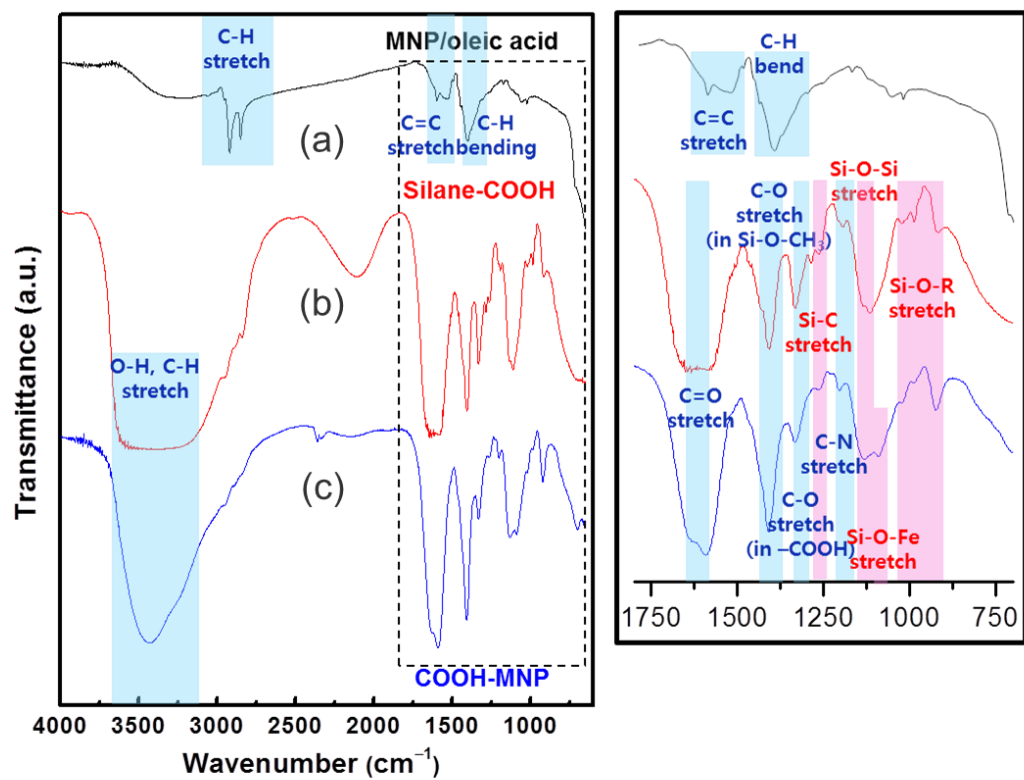 C-H
stretch
MNP/oleic acid
(a)
C=C
stretch
C-H
bending
Silane-COOH
(b)
O-H, C-H
stretch
(c)
COOH-MNP
4000 3500 3000 2500 2000 1500 1000
Wavenumber (cm⁻¹)
Transmittance (a.u.)
C-H
bend
C=C
stretch
Si-O-Si
stretch
C-O
stretch
(in Si-O-CH₃)
Si-O-R
stretch
Si-C
stretch
C=O
stretch
C-N
stretch
C-O
stretch
(in –COOH)
Si-O-Fe
stretch
1750 1500 1250 1000 750